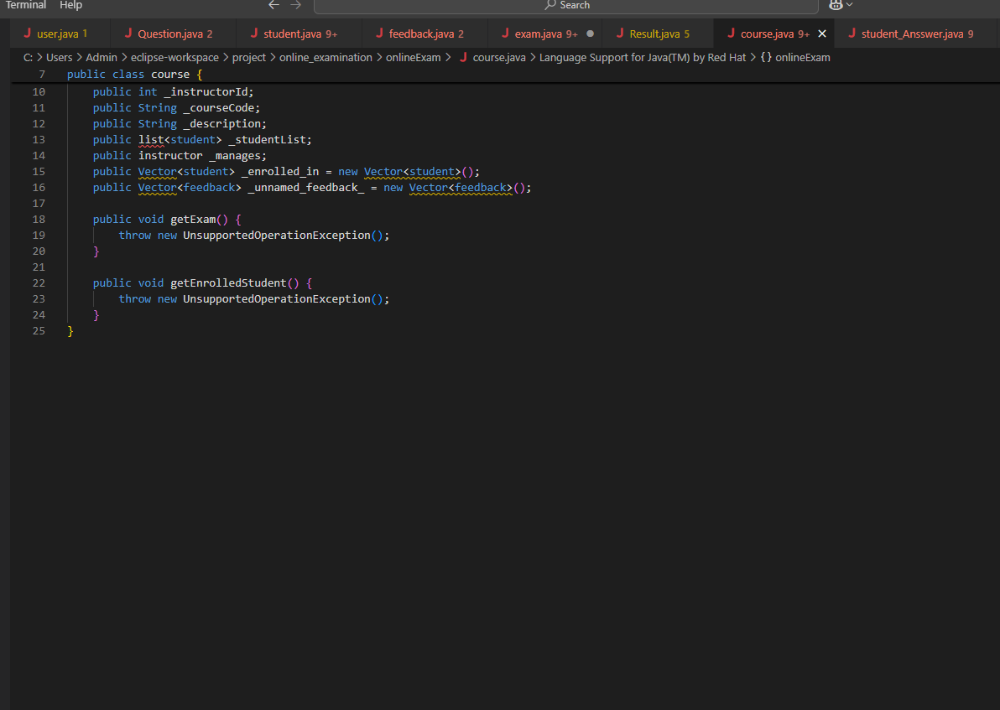 Terminal Help Search
user.java 1 Question.java 2 student.java 9+ feedback.java 2 exam.java 9+ Result.java 5 course.java 9+ student_Ansswer.java 9
C: > Users > Admin > eclipse-workspace > project > online_examination > onlineExam > course.java > Language Support for Java(TM) by Red Hat > {} onlineExam
7 public class course {
10 public int _instructorId;
11 public String _courseCode;
12 public String _description;
13 public list<student> _studentList;
14 public instructor _manages;
15 public Vector<student> _enrolled_in = new Vector<student>();
16 public Vector<feedback> _unnamed_feedback_ = new Vector<feedback>();
17
18 public void getExam() {
19 throw new UnsupportedOperationException();
20 }
21
22 public void getEnrolledStudent() {
23 throw new UnsupportedOperationException();
24 }
25 }